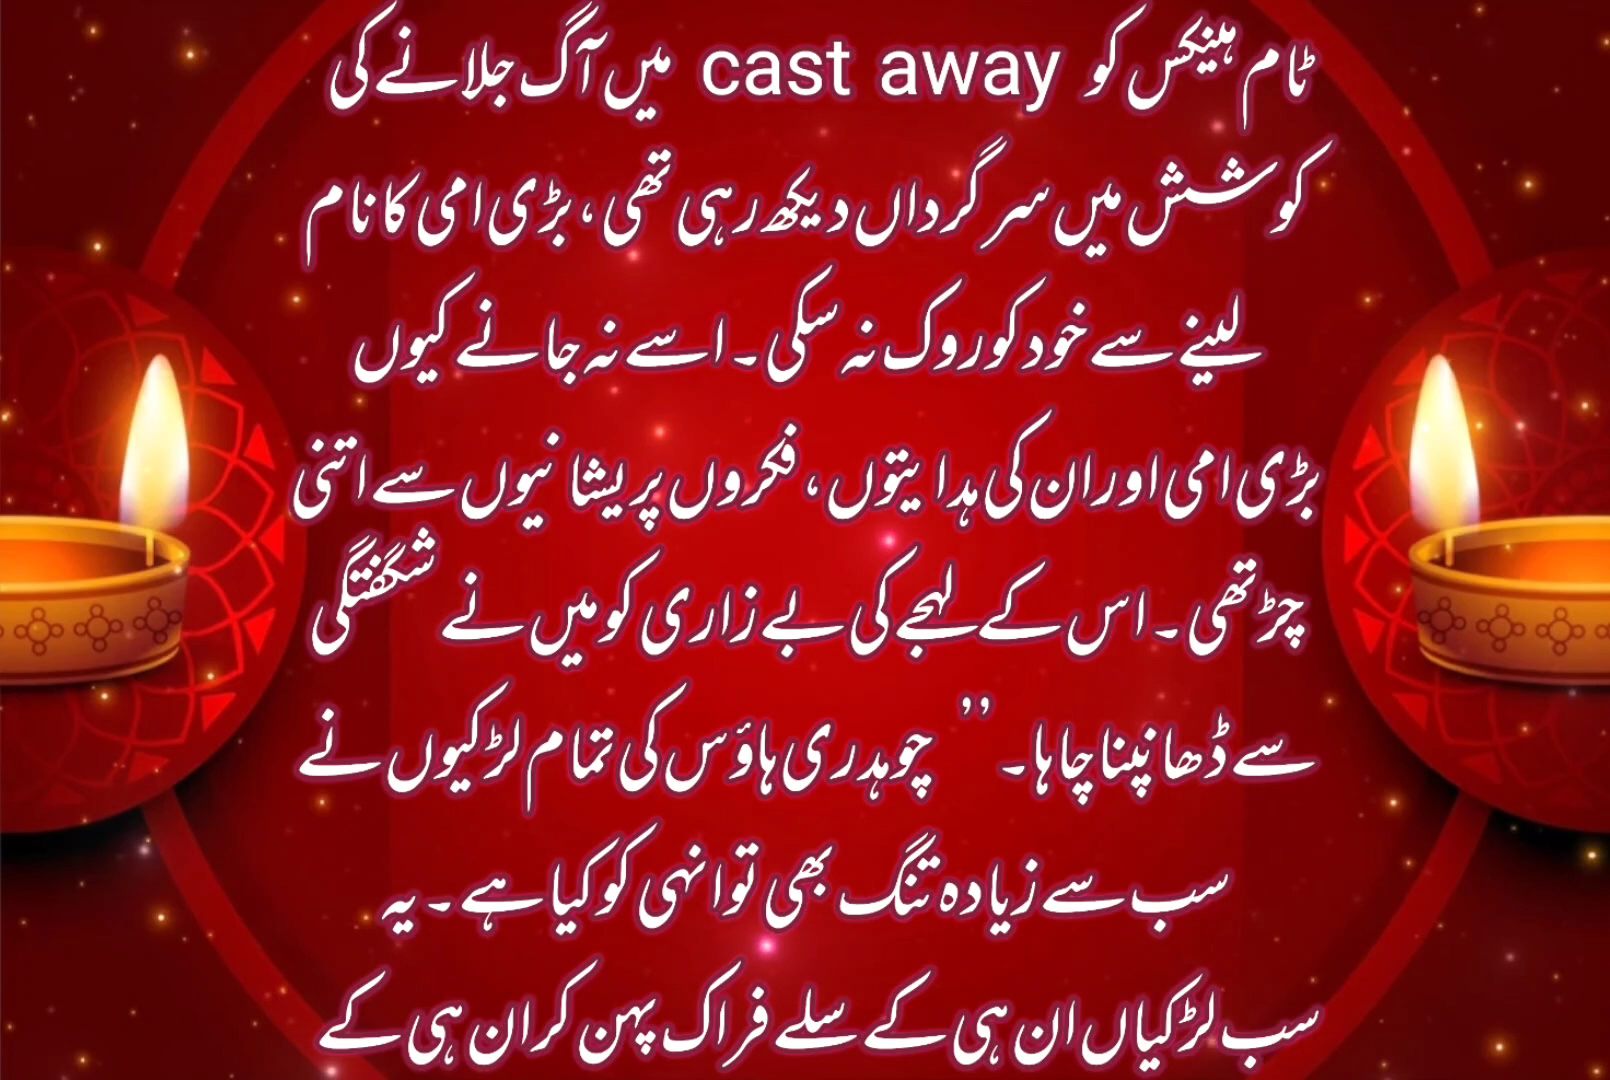 ٹام ہینکس کو cast away میں آگ جلانے کی
کوشش میں سرگرداں دیکھ رہی تھی، بڑی امی کا نام
لینے سے خود کو روک نہ سکی۔ اسے نہ جانے کیوں
بڑی امی اور ان کی ہدایتوں، فکروں پریشانیوں سے اتنی
چڑ تھی۔ اس کے لہجے کی بے زاری کو میں نے شگفتگی
سے ڈھانپنا چاہا۔ ’’ چوہدری ہاؤس کی تمام لڑکیوں نے
سب سے زیادہ تنگ بھی تو انہی کو کیا ہے۔ یہ
سب لڑکیاں ان ہی کے سلے فراک پہن کر ان ہی کے